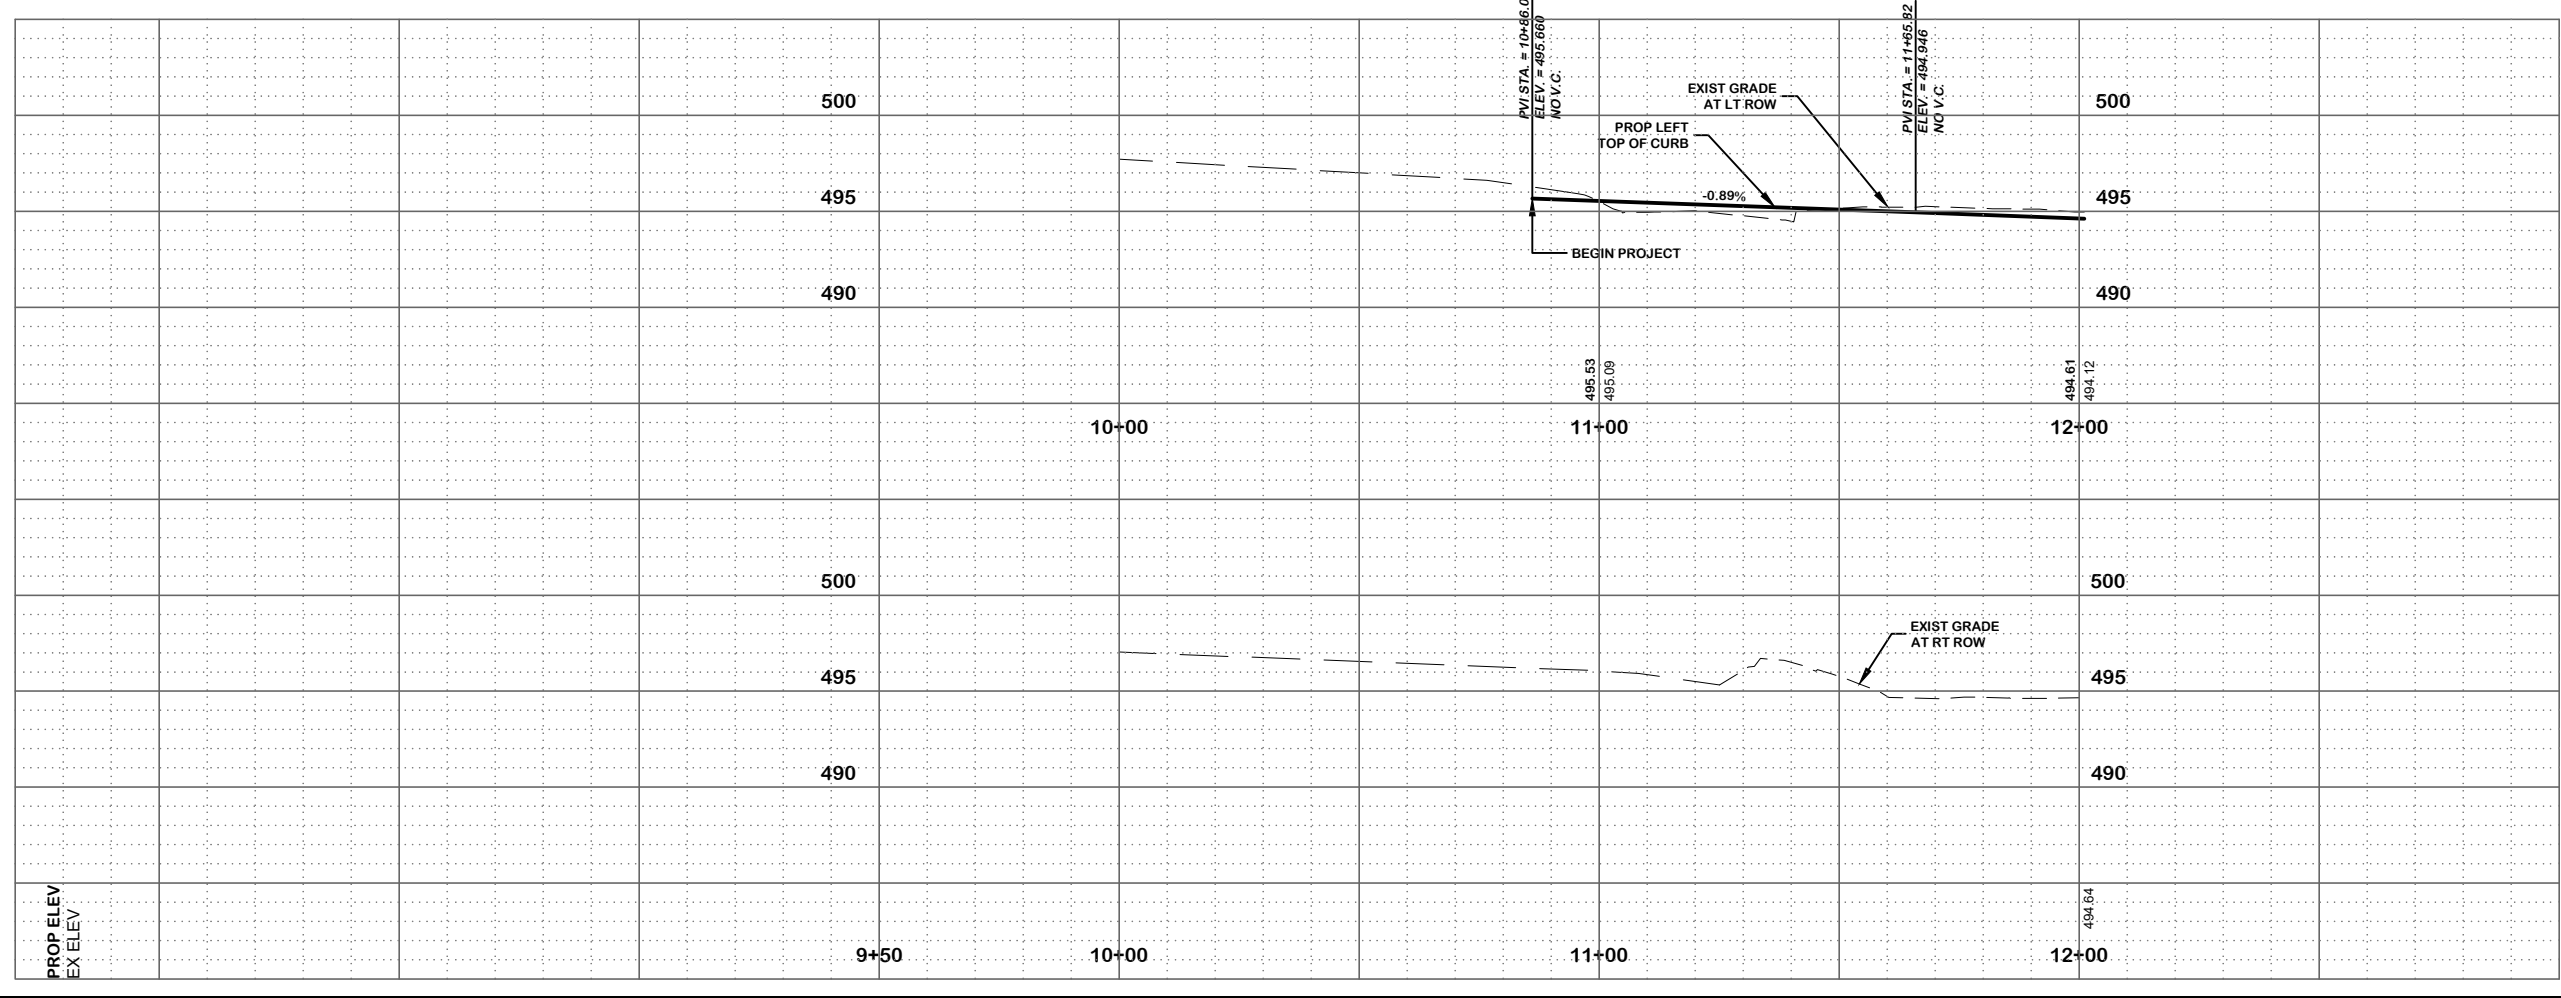 PVI STA. = 10+86.0
ELEV. = 495.660
NO V.C.
PVI STA. = 11+65.82
ELEV. = 494.946
NO V.C.
EXIST GRADE
AT LT ROW
500
500
PROP LEFT
TOP OF CURB
495
-0.89%
495
BEGIN PROJECT
490
490
495.53
495.09
494.61
494.12
10+00
11+00
12+00
500
500
EXIST GRADE
AT RT ROW
495
495
490
490
PROP ELEV
EX ELEV
494.64
9+50
10+00
11+00
12+00